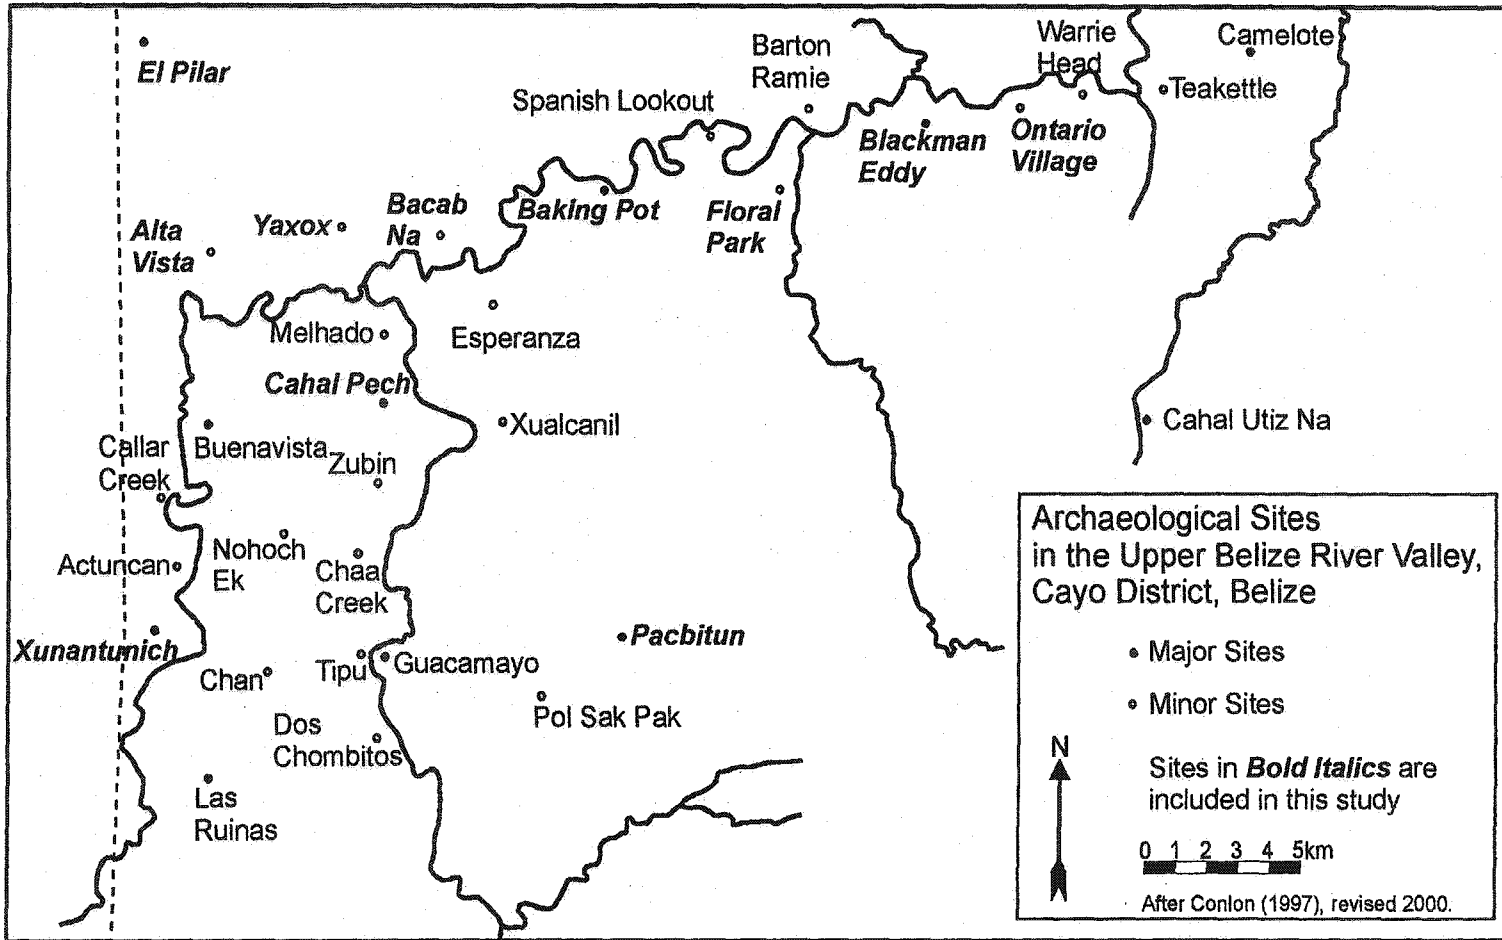 El Pilar
Barton
Ramie
Warrie
Head
Camelote
Teakettle
Spanish Lookout
Blackman
Eddy
Ontario
Village
Alta
Vista
Yaxox
Bacab
Na
Baking Pot
Floral
Park
Melhado
Esperanza
Cahal Pech
Xualcanil
Cahal Utiz Na
Callar
Creek
Buenavista
Zubin
Actuncan
Nohoch
Ek
Chaa
Creek
Xunantunich
Chan
Tipu
Guacamayo
Pacbitun
Pol Sak Pak
Dos
Chombitos
Las
Ruinas
Archaeological Sites
in the Upper Belize River Valley,
Cayo District, Belize
Major Sites
Minor Sites
N
Sites in Bold Italics are
included in this study
0 1 2 3 4 5km
After Conlon (1997), revised 2000.